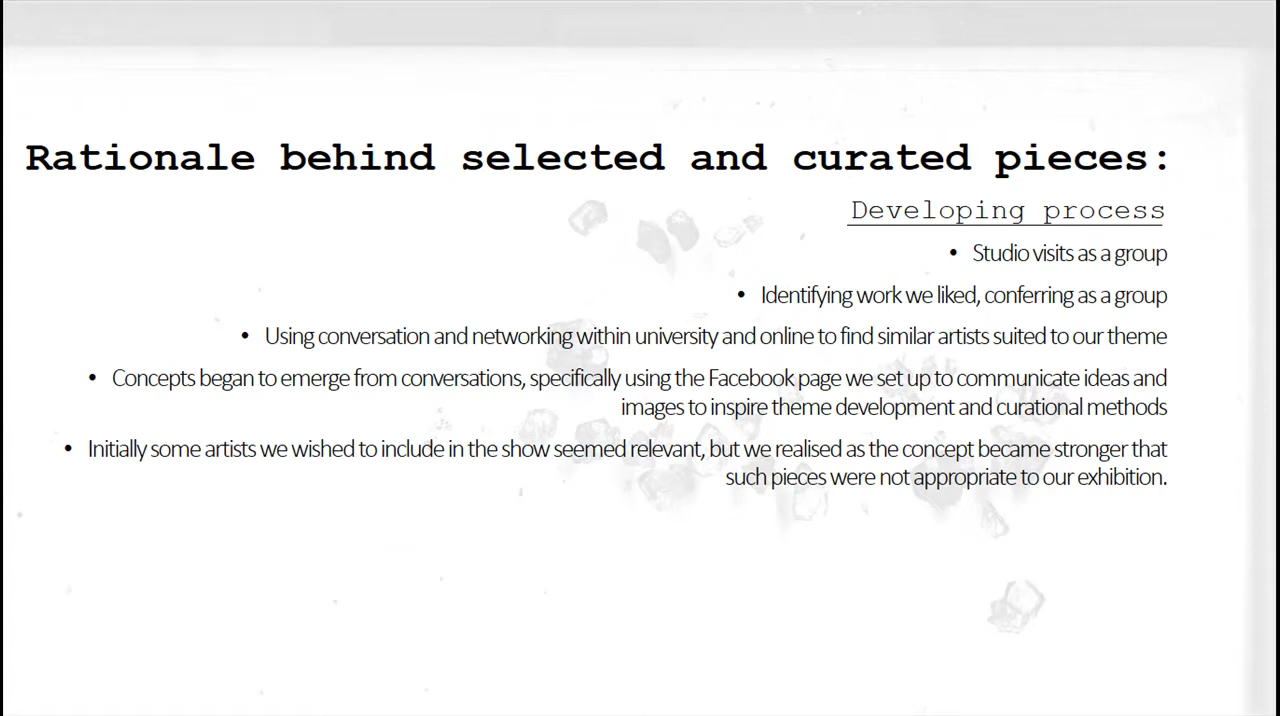 Rationale behind selected and curated pieces:
Developing process
• Studio visits as a group
• Identifying work we liked, conferring as a group
• Using conversation and networking within university and online to find similar artists suited to our theme
• Concepts began to emerge from conversations, specifically using the Facebook page we set up to communicate ideas and
images to inspire theme development and curational methods
• Initially some artists we wished to include in the show seemed relevant, but we realised as the concept became stronger that
such pieces were not appropriate to our exhibition.